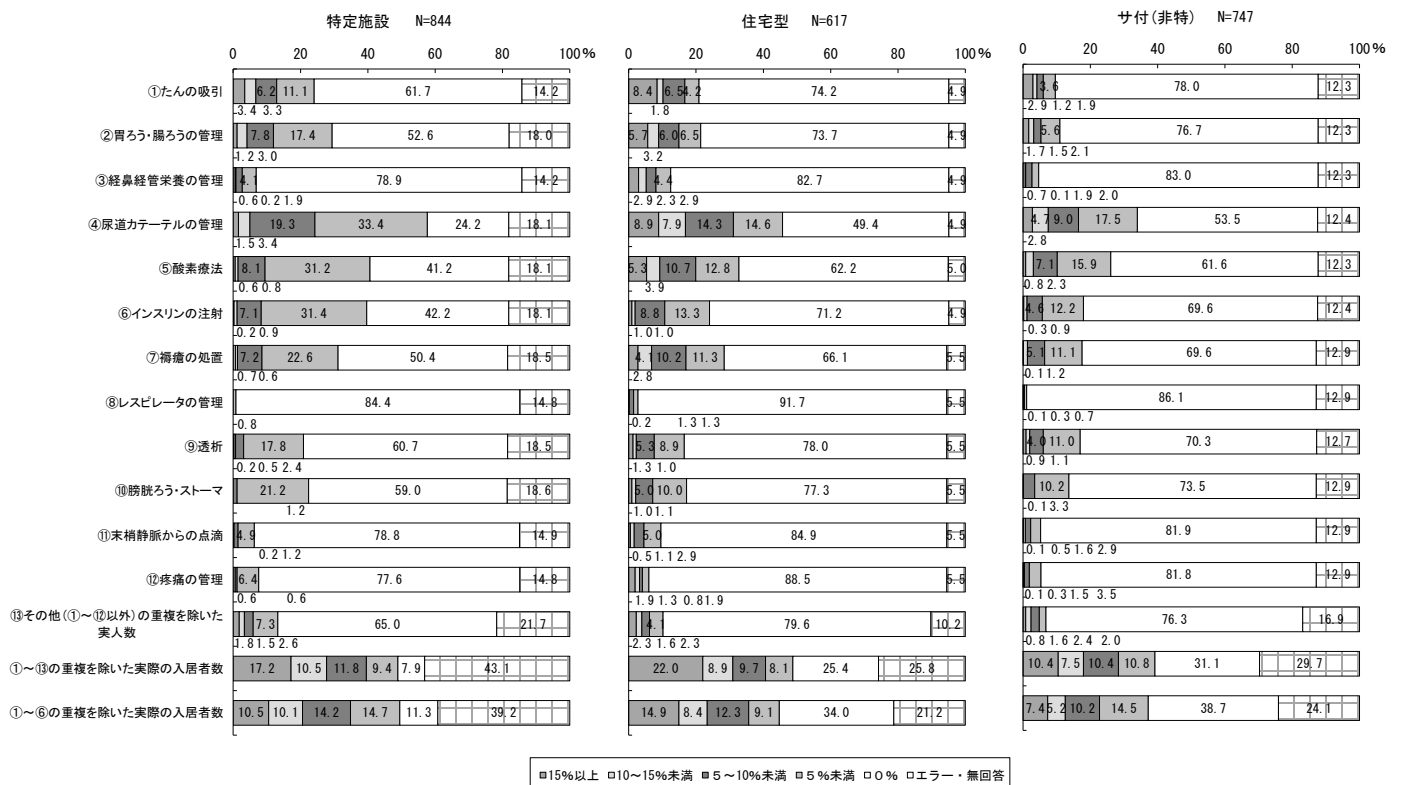 特定施設 N=844
住宅型 N=617
サ付(非特) N=747
0 20 40 60 80 100%
0 20 40 60 80 100%
0 20 40 60 80 100%
①たんの吸引
6.2 11.1 61.7 14.2
3.4 3.3
8.4 6.5 4.2 74.2 4.9
1.8
3.6 78.0 12.3
2.9 1.2 1.9
②胃ろう・腸ろうの管理
7.8 17.4 52.6 18.0
1.2 3.0
5.7 6.0 6.5 73.7 4.9
3.2
5.6 76.7 12.3
1.7 1.5 2.1
③経鼻経管栄養の管理
4.1 78.9 14.2
0.6 0.2 1.9
4.4 82.7 4.9
2.9 2.3 2.9
83.0 12.3
0.7 0.1 1.9 2.0
④尿道カテーテルの管理
19.3 33.4 24.2 18.1
1.5 3.4
8.9 7.9 14.3 14.6 49.4 4.9
4.7 9.0 17.5 53.5 12.4
2.8
⑤酸素療法
8.1 31.2 41.2 18.1
0.6 0.8
5.3 10.7 12.8 62.2 5.0
3.9
7.1 15.9 61.6 12.3
0.8 2.3
⑥インスリンの注射
7.1 31.4 42.2 18.1
0.2 0.9
8.8 13.3 71.2 4.9
1.0 1.0
4.6 12.2 69.6 12.4
0.3 0.9
⑦褥瘡の処置
7.2 22.6 50.4 18.5
0.7 0.6
4.1 10.2 11.3 66.1 5.5
2.8
5.1 11.1 69.6 12.9
0.1 1.2
⑧レスピレータの管理
84.4 14.8
0.8
91.7 5.5
0.2 1.3 1.3
86.1 12.9
0.1 0.3 0.7
⑨透析
17.8 60.7 18.5
0.2 0.5 2.4
5.3 8.9 78.0 5.5
1.3 1.0
4.0 11.0 70.3 12.7
0.9 1.1
⑩膀胱ろう・ストーマ
21.2 59.0 18.6
1.2
5.0 10.0 77.3 5.5
1.0 1.1
10.2 73.5 12.9
0.1 3.3
⑪末梢静脈からの点滴
4.9 78.8 14.9
0.2 1.2
5.0 84.9 5.5
0.5 1.1 2.9
81.9 12.9
0.1 0.5 1.6 2.9
⑫疼痛の管理
6.4 77.6 14.8
0.6 0.6
88.5 5.5
1.9 1.3 0.8 1.9
81.8 12.9
0.1 0.3 1.5 3.5
⑬その他(①～⑫以外)の重複を除いた
実人数
7.3 65.0 21.7
1.8 1.5 2.6
4.1 79.6 10.2
2.3 1.6 2.3
76.3 16.9
0.8 1.6 2.4 2.0
①～⑬の重複を除いた実際の入居者数
17.2 10.5 11.8 9.4 7.9 43.1
22.0 8.9 9.7 8.1 25.4 25.8
10.4 7.5 10.4 10.8 31.1 29.7
①～⑥の重複を除いた実際の入居者数
10.5 10.1 14.2 14.7 11.3 39.2
14.9 8.4 12.3 9.1 34.0 21.2
7.4 5.2 10.2 14.5 38.7 24.1
15%以上 10～15%未満 5～10%未満 5%未満 0% エラー・無回答